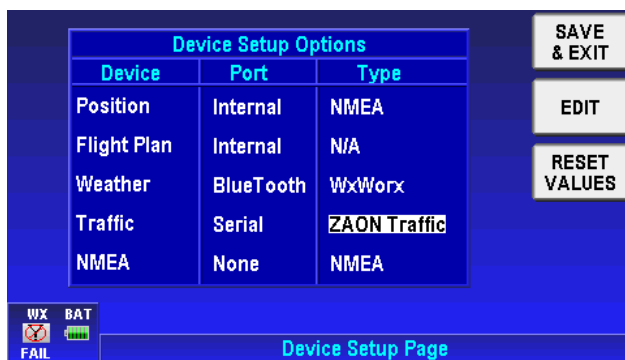 Device Setup Options
Device Port Type
Position Internal NMEA
Flight Plan Internal N/A
Weather BlueTooth WxWorx
Traffic Serial ZAON Traffic
NMEA None NMEA
SAVE
& EXIT
EDIT
RESET
VALUES
WX BAT
FAIL
Device Setup Page